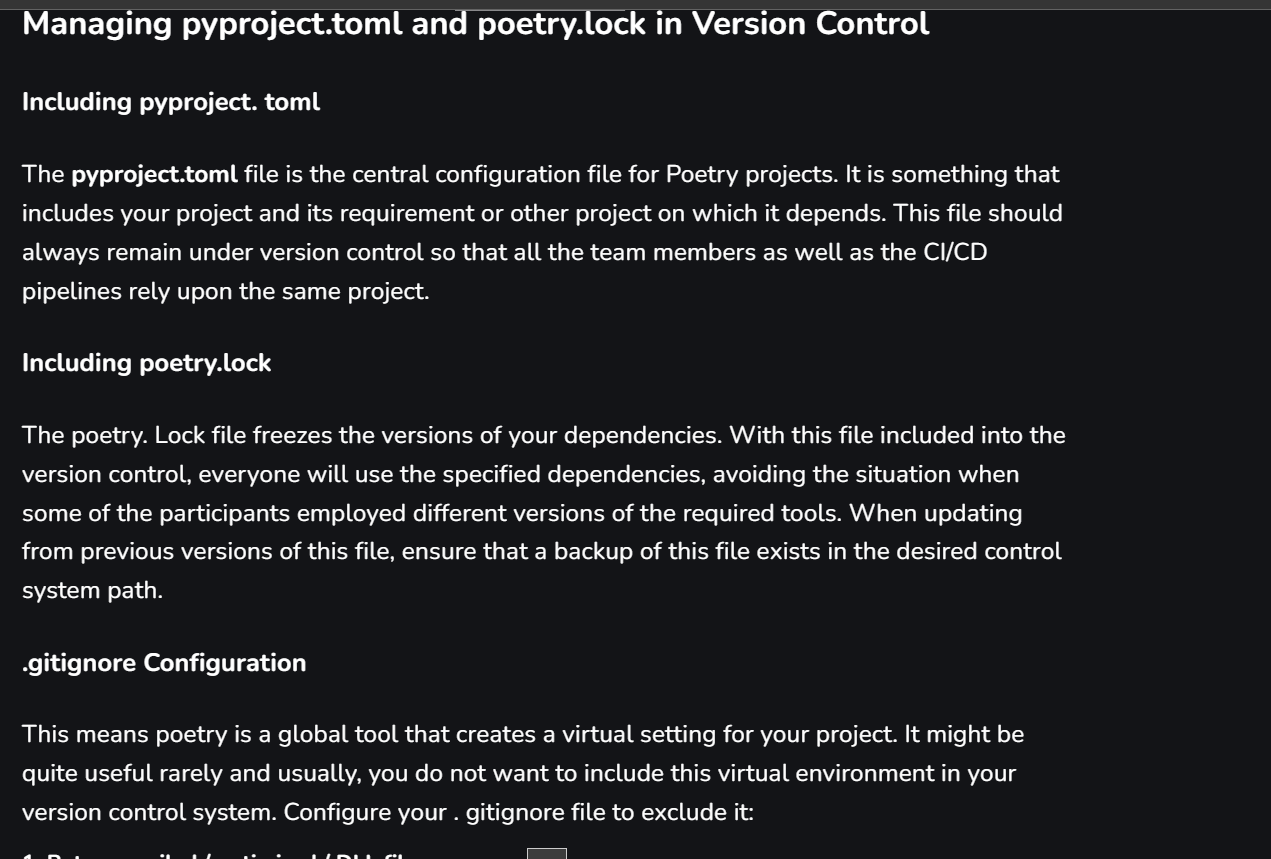 Managing pyproject.toml and poetry.lock in Version Control
Including pyproject. toml
The pyproject.toml file is the central configuration file for Poetry projects. It is something that
includes your project and its requirement or other project on which it depends. This file should
always remain under version control so that all the team members as well as the CI/CD
pipelines rely upon the same project.
Including poetry.lock
The poetry. Lock file freezes the versions of your dependencies. With this file included into the
version control, everyone will use the specified dependencies, avoiding the situation when
some of the participants employed different versions of the required tools. When updating
from previous versions of this file, ensure that a backup of this file exists in the desired control
system path.
.gitignore Configuration
This means poetry is a global tool that creates a virtual setting for your project. It might be
quite useful rarely and usually, you do not want to include this virtual environment in your
version control system. Configure your . gitignore file to exclude it: